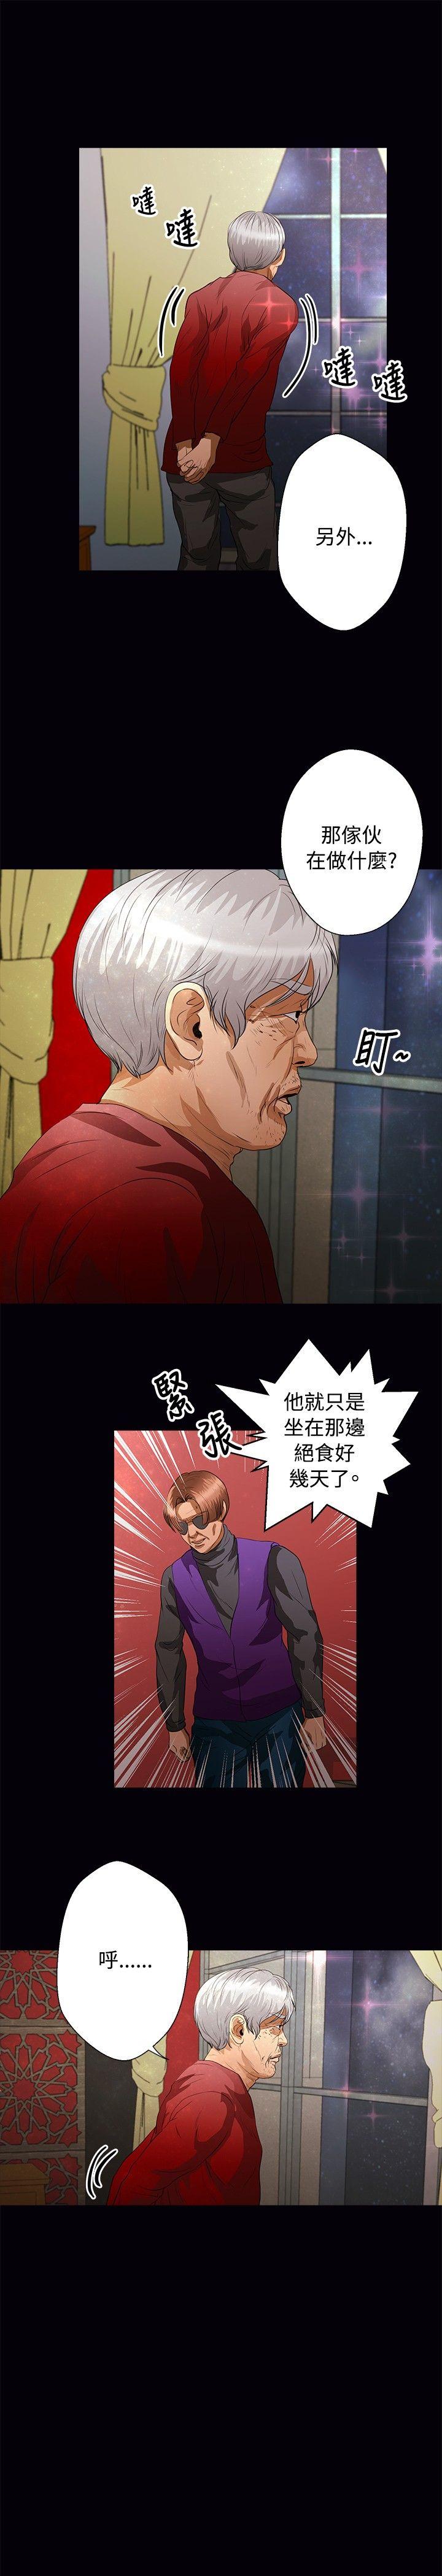 噠
噠
噠
噠
另外...
那傢伙
在做什麼?
盯~
緊
張
他就只是
坐在那邊
絕食好
幾天了。
呼......